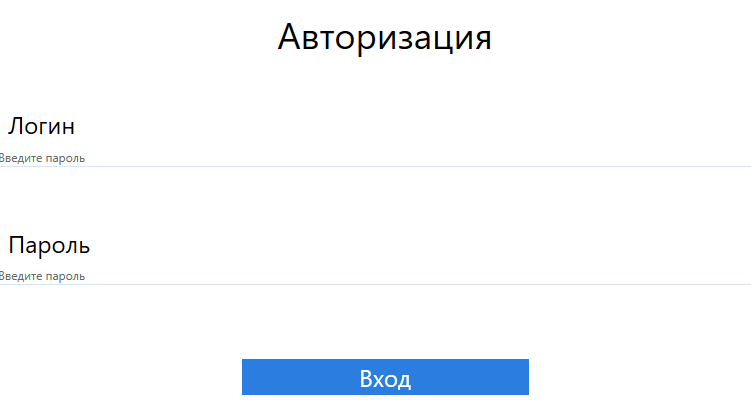 Авторизация
Логин
Введите пароль
Пароль
Введите пароль
Вход